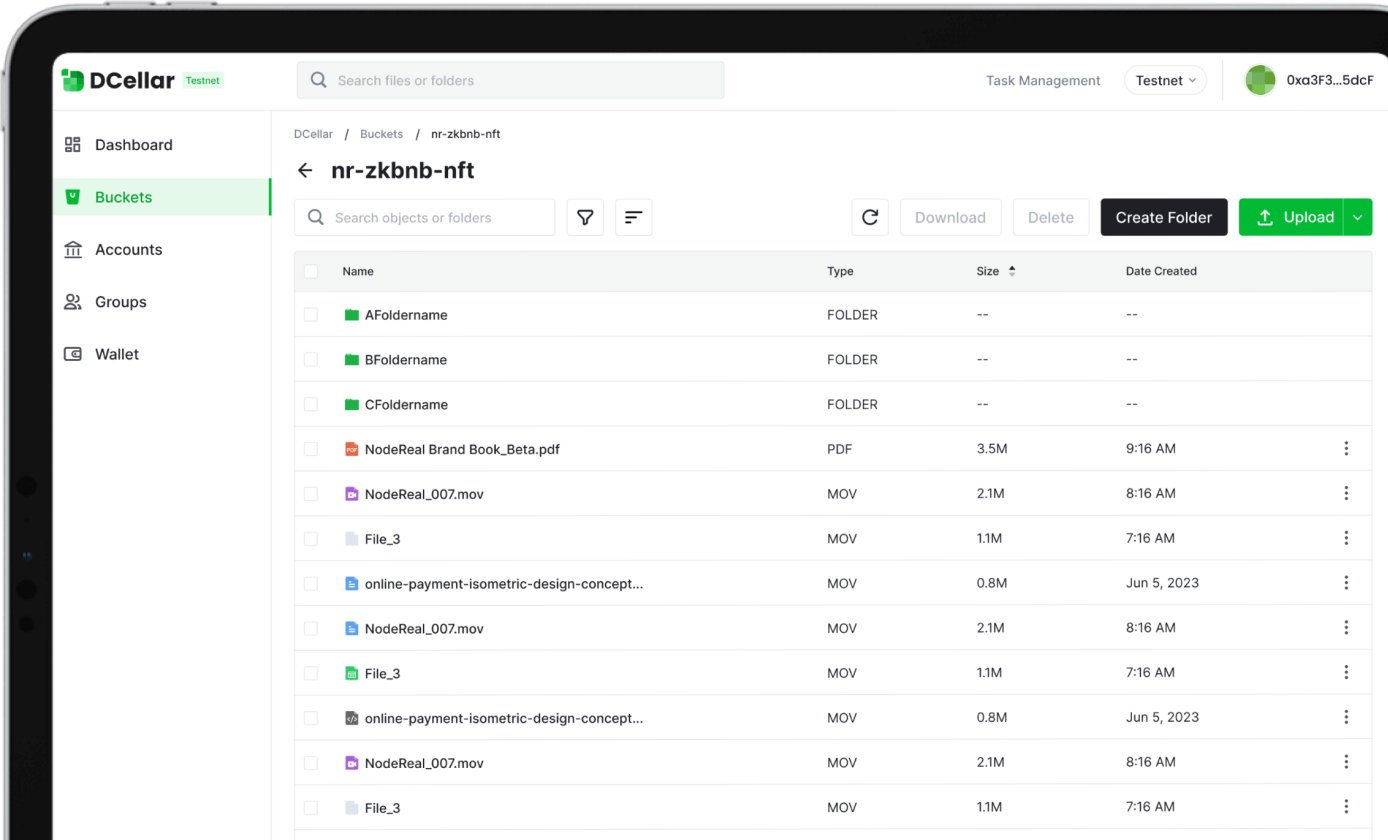 DCellar Testnet
Search files or folders
Task Management
Testnet
0xa3F3...5dcF
Dashboard
Buckets
Accounts
Groups
Wallet
DCellar / Buckets / nr-zkbnb-nft
nr-zkbnb-nft
Search objects or folders
Download
Delete
Create Folder
Upload
Name Type Size Date Created
AFoldername FOLDER -- --
BFoldername FOLDER -- --
CFoldername FOLDER -- --
PDF NodeReal Brand Book_Beta.pdf PDF 3.5M 9:16 AM
NodeReal_007.mov MOV 2.1M 8:16 AM
File_3 MOV 1.1M 7:16 AM
online-payment-isometric-design-concept... MOV 0.8M Jun 5, 2023
NodeReal_007.mov MOV 2.1M 8:16 AM
File_3 MOV 1.1M 7:16 AM
</> online-payment-isometric-design-concept... MOV 0.8M Jun 5, 2023
NodeReal_007.mov MOV 2.1M 8:16 AM
File_3 MOV 1.1M 7:16 AM